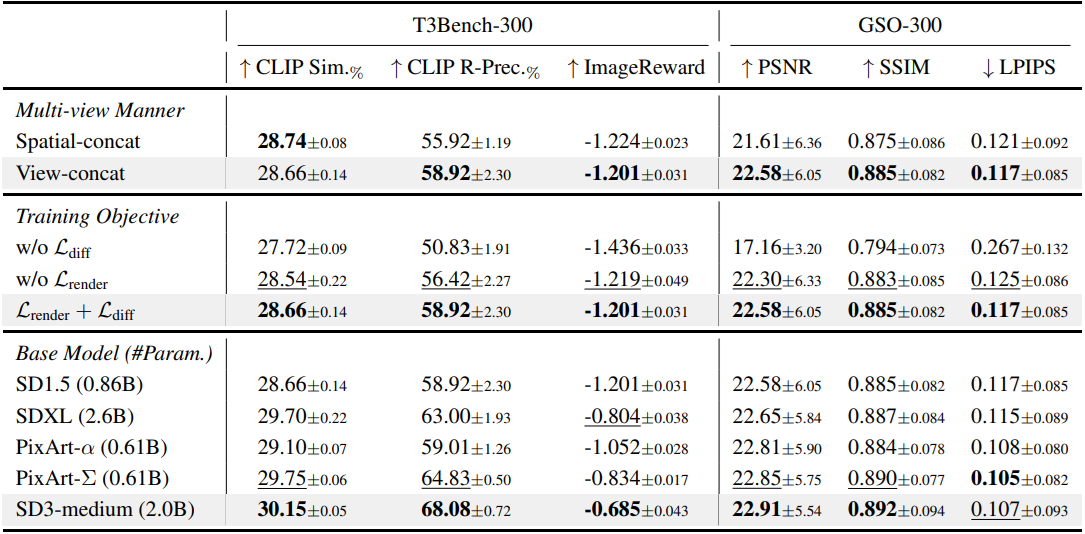 T3Bench-300 GSO-300
↑ CLIP Sim.% ↑ CLIP R-Prec.% ↑ ImageReward ↑ PSNR ↑ SSIM ↓ LPIPS
Multi-view Manner
Spatial-concat 28.74±0.08 55.92±1.19 -1.224±0.023 21.61±6.36 0.875±0.086 0.121±0.092
View-concat 28.66±0.14 58.92±2.30 -1.201±0.031 22.58±6.05 0.885±0.082 0.117±0.085
Training Objective
w/o ℒdiff 27.72±0.09 50.83±1.91 -1.436±0.033 17.16±3.20 0.794±0.073 0.267±0.132
w/o ℒrender 28.54±0.22 56.42±2.27 -1.219±0.049 22.30±6.33 0.883±0.085 0.125±0.086
ℒrender + ℒdiff 28.66±0.14 58.92±2.30 -1.201±0.031 22.58±6.05 0.885±0.082 0.117±0.085
Base Model (#Param.)
SD1.5 (0.86B) 28.66±0.14 58.92±2.30 -1.201±0.031 22.58±6.05 0.885±0.082 0.117±0.085
SDXL (2.6B) 29.70±0.22 63.00±1.93 -0.804±0.038 22.65±5.84 0.887±0.084 0.115±0.089
PixArt-α (0.61B) 29.10±0.07 59.01±1.26 -1.052±0.028 22.81±5.90 0.884±0.078 0.108±0.080
PixArt-Σ (0.61B) 29.75±0.06 64.83±0.50 -0.834±0.017 22.85±5.75 0.890±0.077 0.105±0.082
SD3-medium (2.0B) 30.15±0.05 68.08±0.72 -0.685±0.043 22.91±5.54 0.892±0.094 0.107±0.093